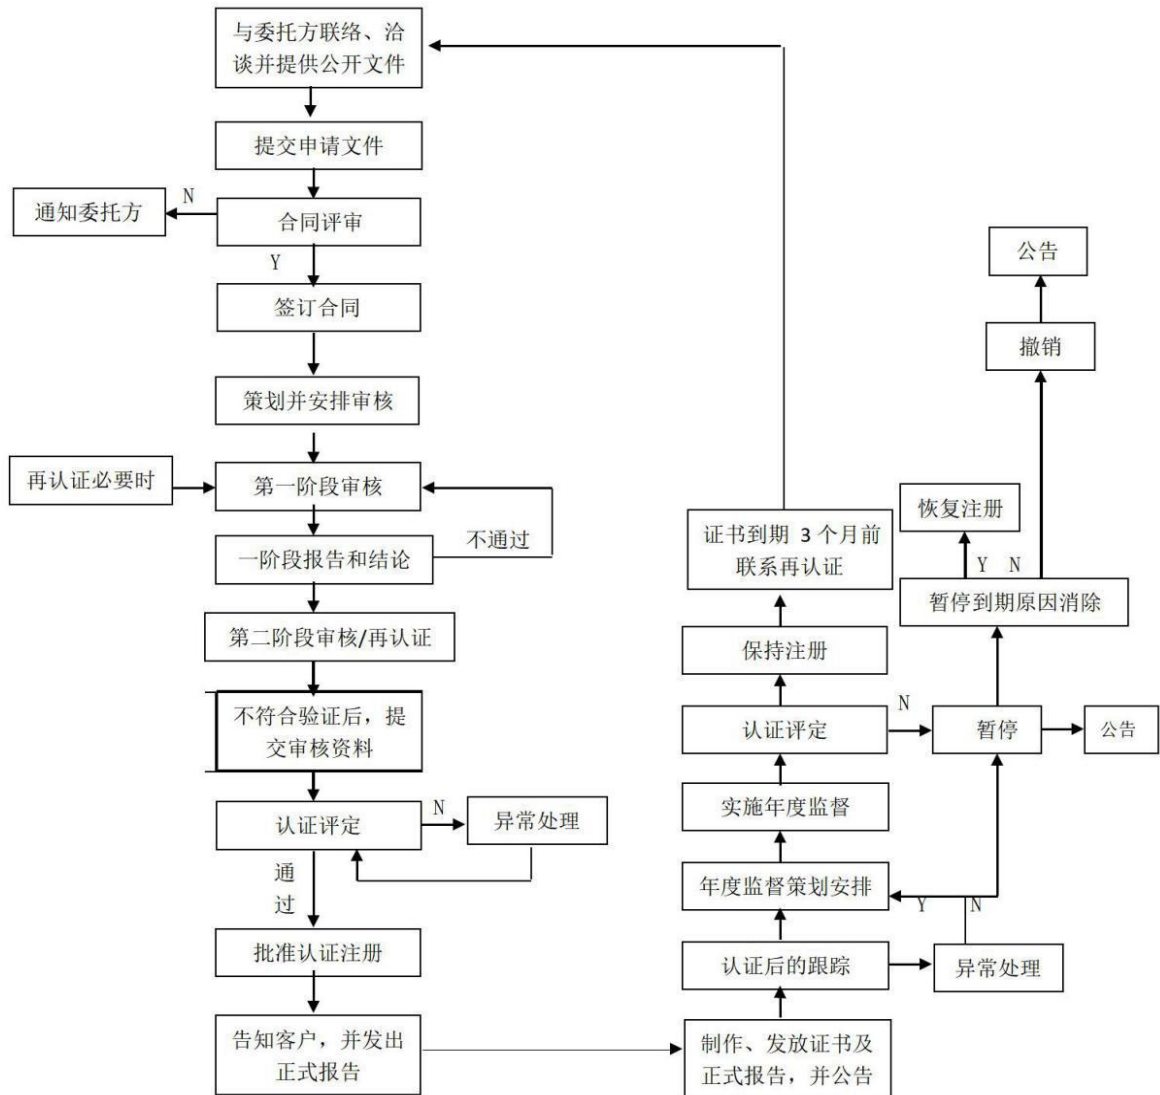 与委托方联络、洽
谈并提供公开文件
提交申请文件
N
通知委托方
合同评审
Y
签订合同
策划并安排审核
再认证必要时
第一阶段审核
不通过
一阶段报告和结论
第二阶段审核/再认证
不符合验证后，提
交审核资料
认证评定
N
异常处理
通
过
批准认证注册
告知客户，并发出
正式报告
公告
撤销
恢复注册
证书到期 3 个月前
联系再认证
Y N
暂停到期原因消除
保持注册
N
认证评定
暂停
公告
实施年度监督
年度监督策划安排
Y N
认证后的跟踪
异常处理
制作、发放证书及
正式报告，并公告